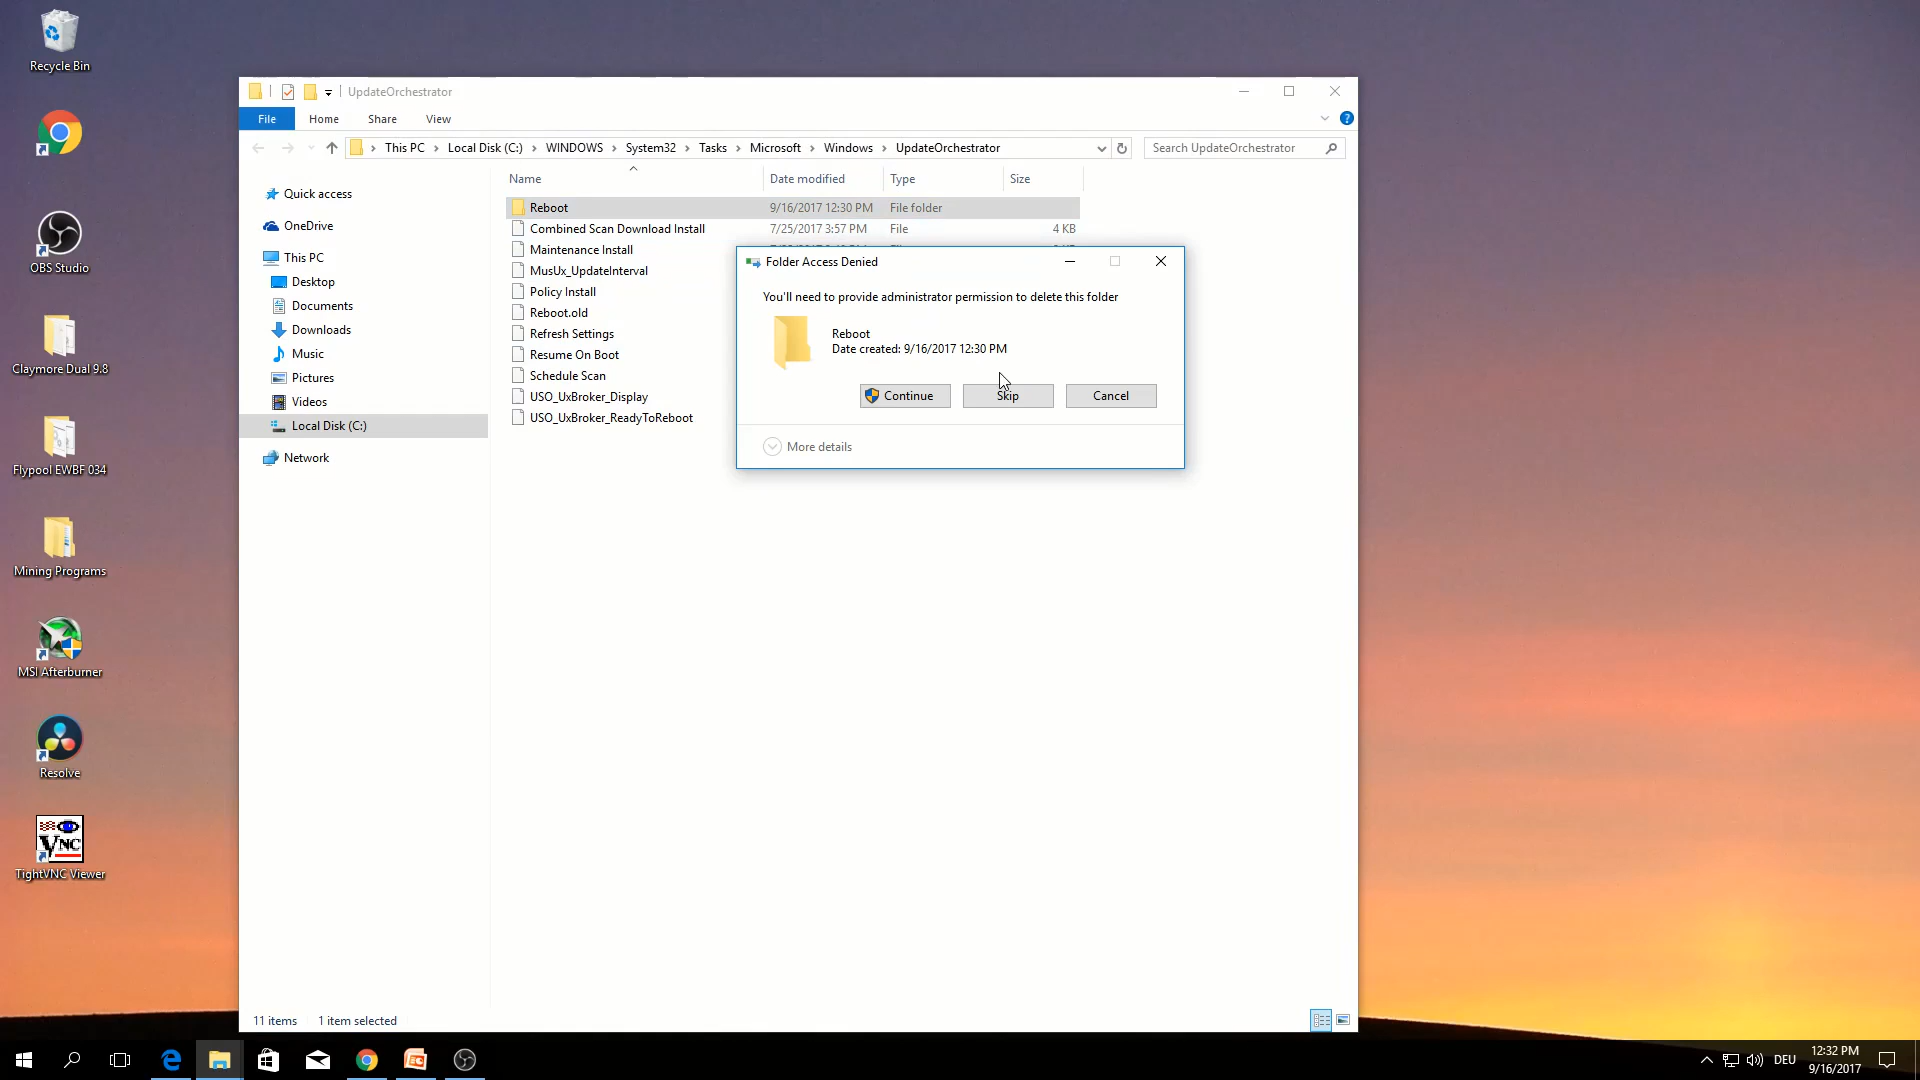 Recycle Bin
OBS Studio
Claymore Dual 9.8
Flypool EWBF 034
Mining Programs
MSI Afterburner
Resolve
VNC
TightVNC Viewer
UpdateOrchestrator
File Home Share View
This PC > Local Disk (C:) > WINDOWS > System32 > Tasks > Microsoft > Windows > UpdateOrchestrator
Search UpdateOrchestrator
Quick access
OneDrive
This PC
Desktop
Documents
Downloads
Music
Pictures
Videos
Local Disk (C:)
Network
Name Date modified Type Size
Reboot 9/16/2017 12:30 PM File folder
Combined Scan Download Install 7/25/2017 3:57 PM File 4 KB
Maintenance Install
MusUx_UpdateInterval
Policy Install
Reboot.old
Refresh Settings
Resume On Boot
Schedule Scan
USO_UxBroker_Display
USO_UxBroker_ReadyToReboot
Folder Access Denied
You'll need to provide administrator permission to delete this folder
Reboot
Date created: 9/16/2017 12:30 PM
Continue Skip Cancel
More details
11 items 1 item selected
DEU
12:32 PM
9/16/2017